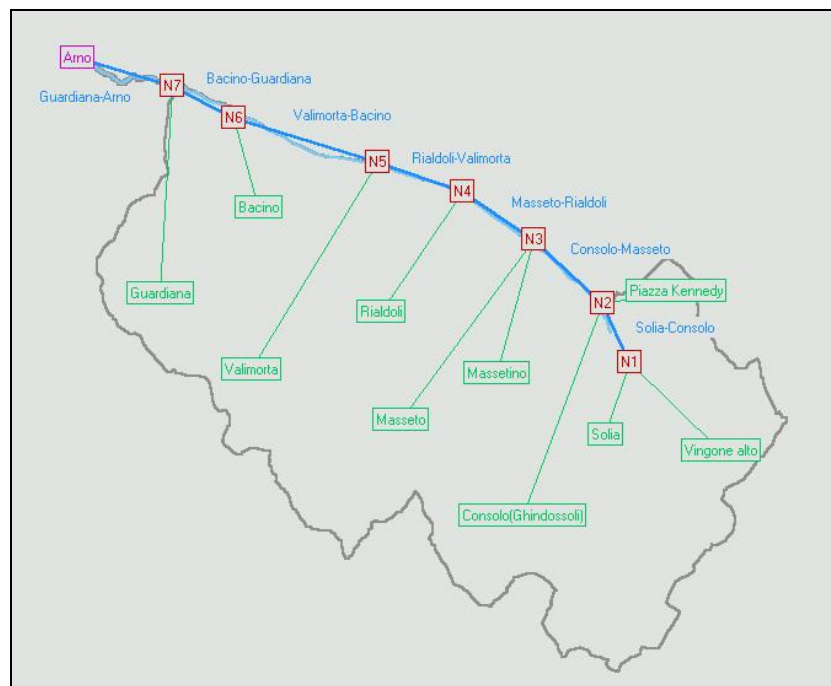 Arno
N7
Bacino-Guardiana
Guardiana-Arno
N6
Valimorta-Bacino
N5
Rialdoli-Valimorta
N4
Bacino
Masseto-Rialdoli
N3
Consolo-Masseto
Guardiana
Piazza Kennedy
N2
Rialdoli
Solia-Consolo
N1
Valimorta
Massetino
Masseto
Solia
Vingone alto
Consolo(Ghindossoli)